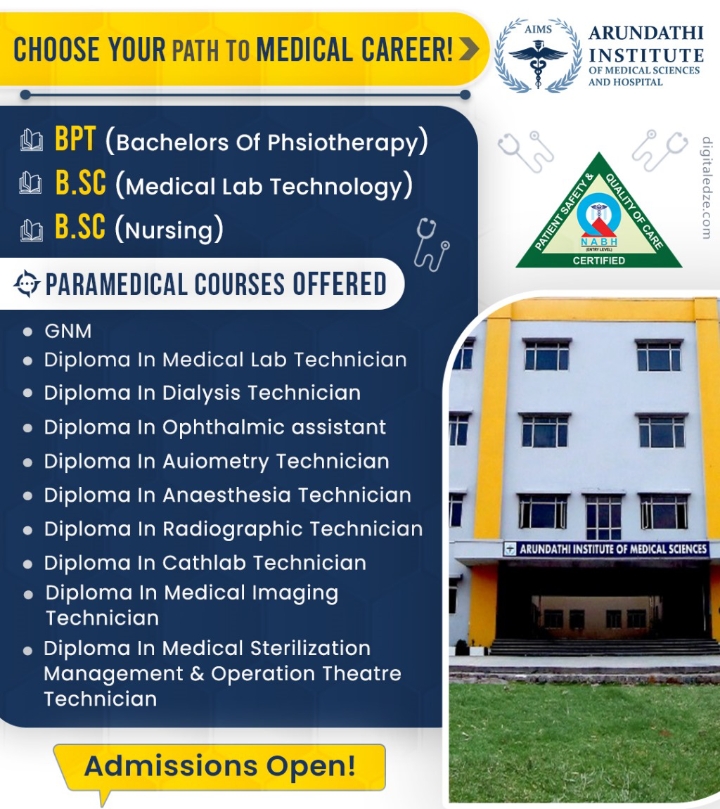 CHOOSE YOUR PATH TO MEDICAL CAREER!
AIMS
ARUNDATHI
INSTITUTE
OF MEDICAL SCIENCES
AND HOSPITAL
BPT (Bachelors Of Phsiotherapy)
B.SC (Medical Lab Technology)
B.SC (Nursing)
digitaledze.com
PATIENT SAFETY & QUALITY OF CARE
NABH
(ENTRY LEVEL)
CERTIFIED
PARAMEDICAL COURSES OFFERED
GNM
Diploma In Medical Lab Technician
Diploma In Dialysis Technician
Diploma In Ophthalmic assistant
Diploma In Auiometry Technician
Diploma In Anaesthesia Technician
Diploma In Radiographic Technician
Diploma In Cathlab Technician
Diploma In Medical Imaging
Technician
Diploma In Medical Sterilization
Management & Operation Theatre
Technician
ARUNDATHI INSTITUTE OF MEDICAL SCIENCES
Admissions Open!